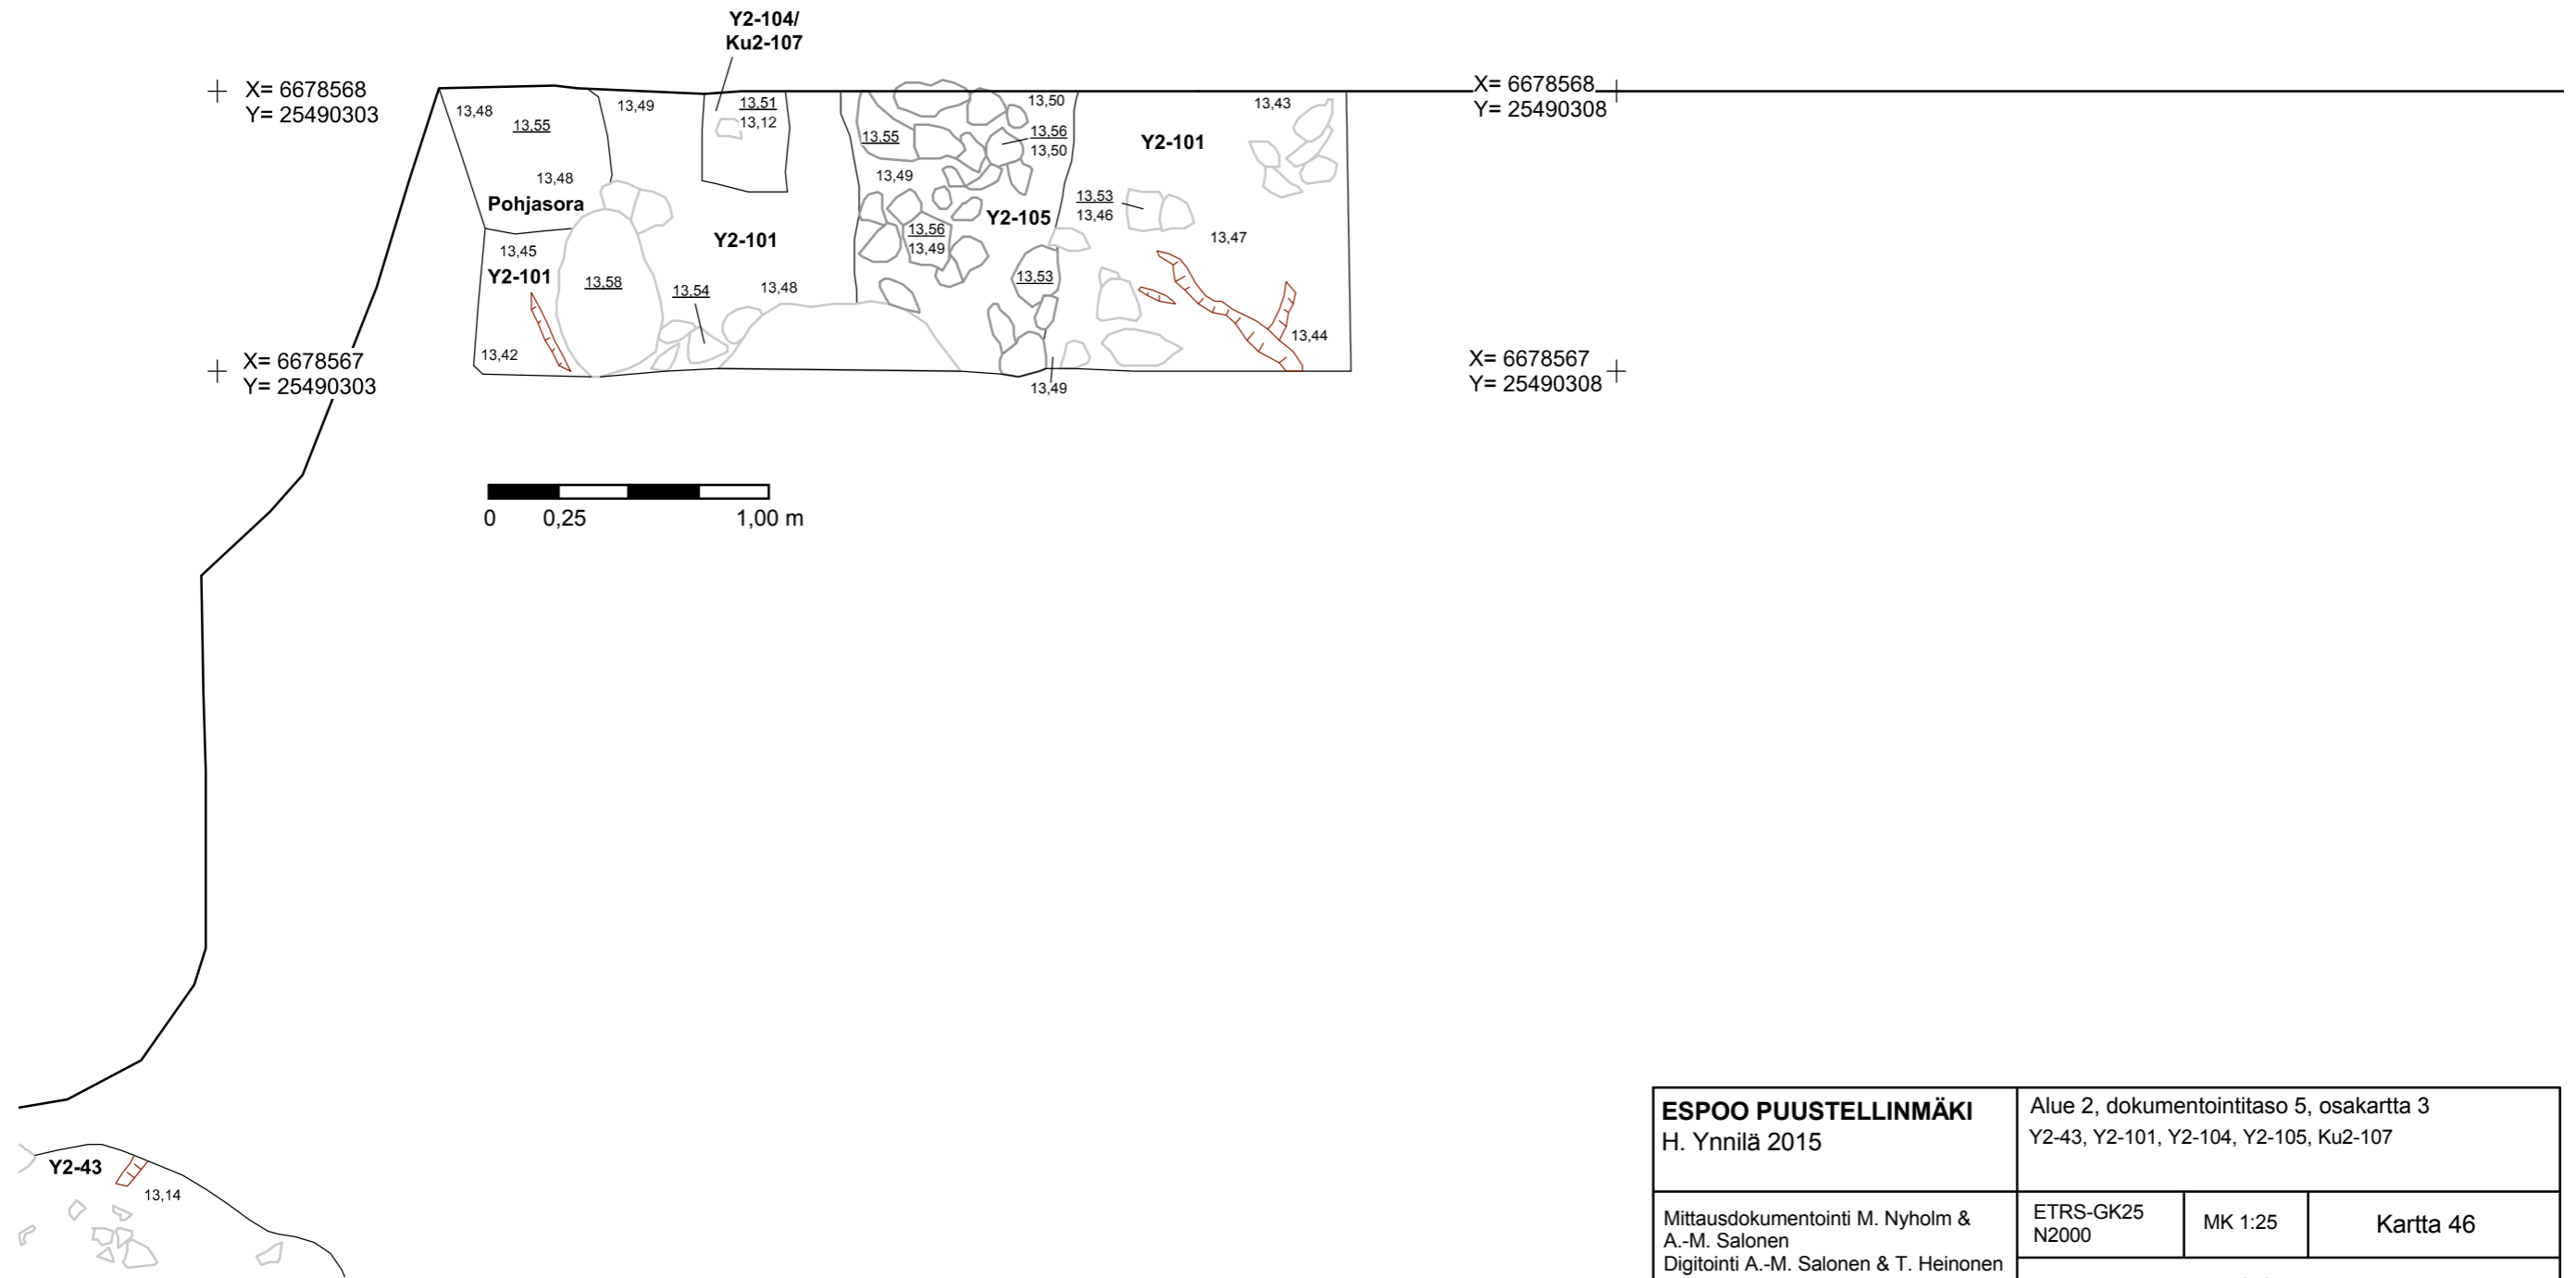 Y2-104/
Ku2-107
X= 6678568
Y= 25490303
13,48
13,55
13,49
13,51
13,12
13,55
13,50
13,56
13,50
Y2-101
13,43
X= 6678568
Y= 25490308
13,48
Pohjasora
13,49
13,53
13,46
Y2-105
13,56
13,49
13,47
Y2-101
13,45
Y2-101
13,58
13,54
13,48
13,53
13,44
13,42
13,49
X= 6678567
Y= 25490303
X= 6678567
Y= 25490308
0 0,25 1,00 m
Y2-43
13,14
ESPOO PUUSTELLINMÄKI
H. Ynnilä 2015
Alue 2, dokumentointitaso 5, osakartta 3
Y2-43, Y2-101, Y2-104, Y2-105, Ku2-107
Mittausdokumentointi M. Nyholm &
A.-M. Salonen
Digitointi A.-M. Salonen & T. Heinonen
ETRS-GK25
N2000
MK 1:25
Kartta 46